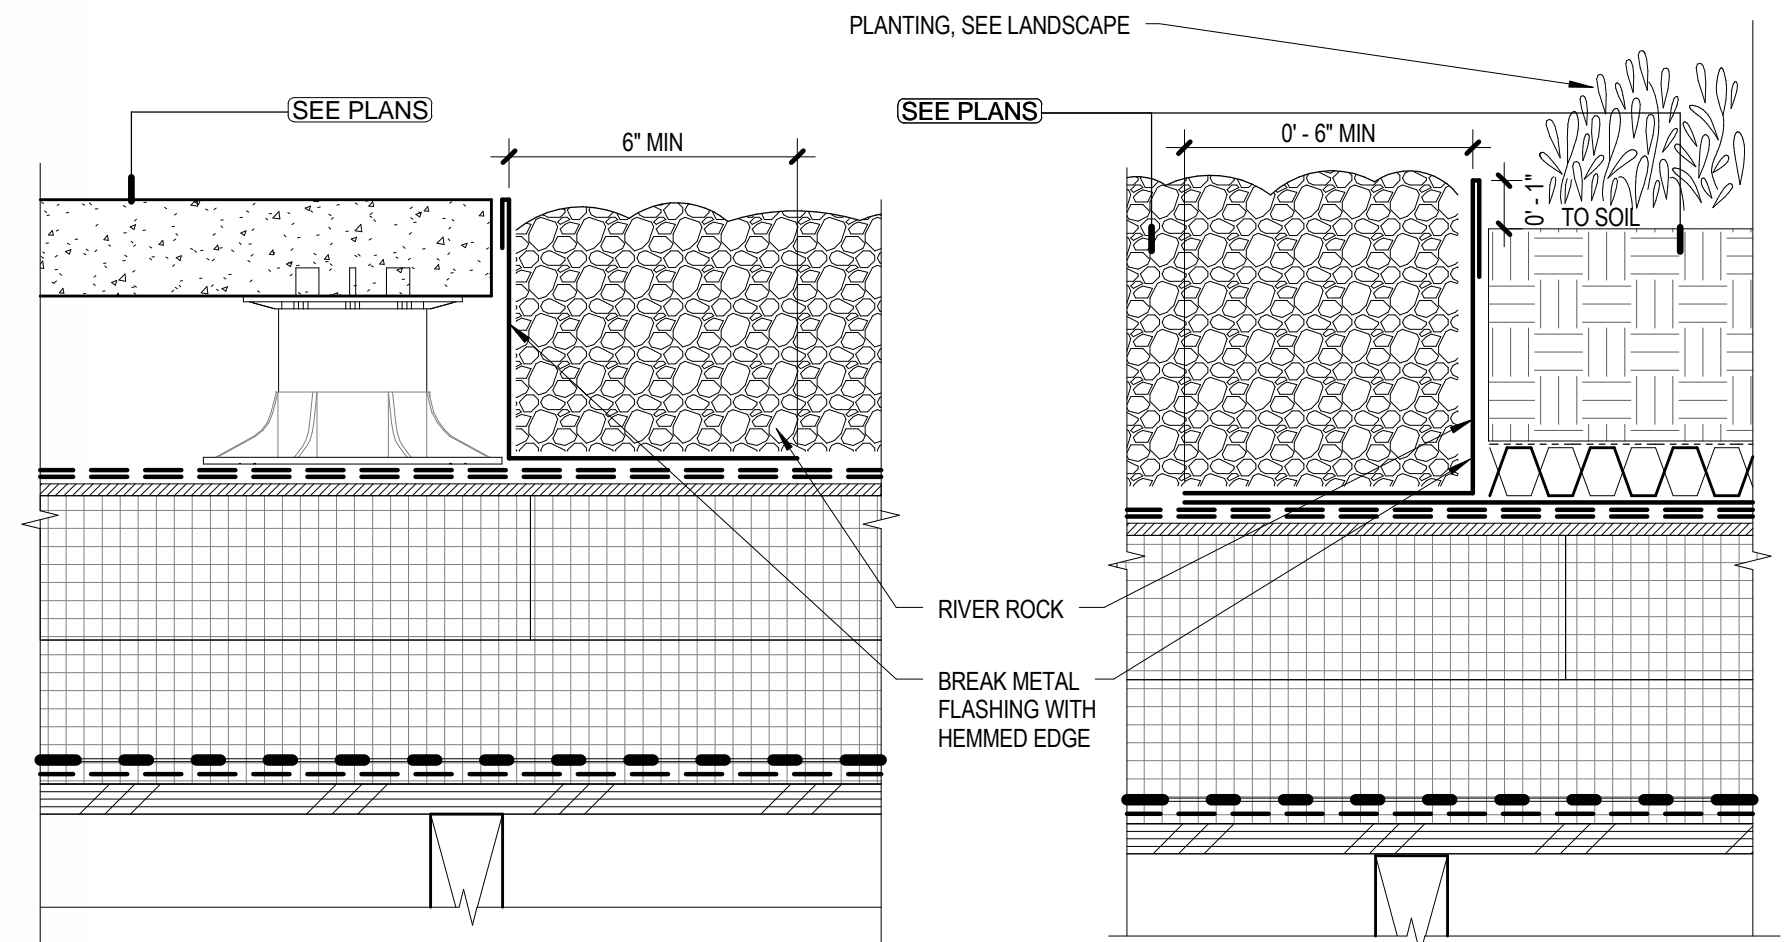 PLANTING, SEE LANDSCAPE
SEE PLANS
SEE PLANS
6" MIN
0' - 6" MIN
0' - 1"
TO SOIL
RIVER ROCK
BREAK METAL
FLASHING WITH
HEMMED EDGE